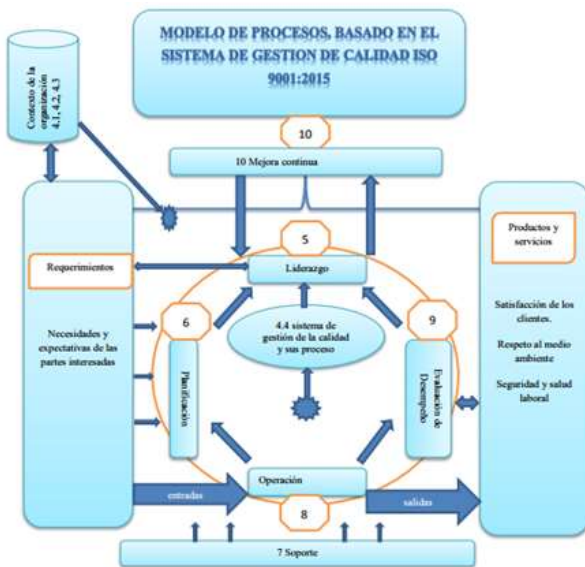 MODELO DE PROCESOS, BASADO EN EL
SISTEMA DE GESTION DE CALIDAD ISO
9001:2015
Contexto de la
organización
4.1, 4.2, 4.3
10
10 Mejora continua
5
Liderazgo
Requerimientos
Necesidades y
expectativas de las
partes interesadas
6
Planificación
4.4 sistema de
gestión de la calidad
y sus proceso
9
Evaluación de
Desempeño
Productos y
servicios
Satisfacción de los
clientes.
Respeto al medio
ambiente
Seguridad y salud
laboral
entradas
Operación
8
salidas
7 Soporte